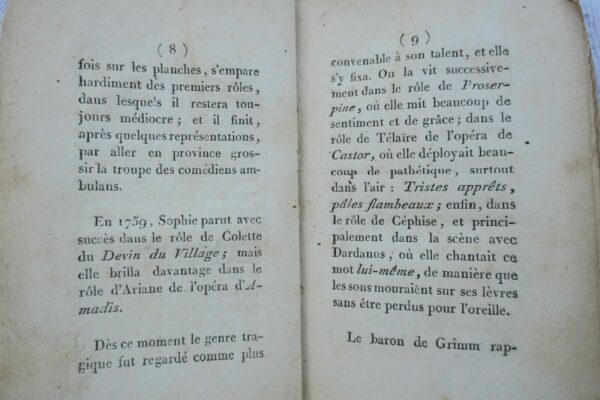 ( 8 )
fois sur les planches, s'empare
hardiment des premiers rôles,
dans lesquels il restera tou-
jours médiocre ; et il finit,
après quelques représentations,
par aller en province gros-
sir la troupe des comédiens am-
bulans.
En 1759, Sophie parut avec
succès dans le rôle de Colette
du Devin du Village ; mais
elle brilla davantage dans le
rôle d'Ariane de l'opéra d'A-
madis.
Dès ce moment le genre tra-
gique fut regardé comme plus
( 9 )
convenable à son talent, et elle
s'y fixa. On la vit successive-
ment dans le rôle de Proser-
pine, où elle mit beaucoup de
sentiment et de grâce ; dans le
rôle de Télaïre de l'opéra de
Castor, où elle déployait beau-
coup de pathétique, surtout
dans l'air : Tristes apprêts,
pâles flambeaux ; enfin, dans
le rôle de Céphise, et princi-
palement dans la scène avec
Dardanus, où elle chantait ce
mot lui-même, de manière que
les sons mouraient sur ses lèvres
sans être perdus pour l'oreille.
Le baron de Grimm rap-